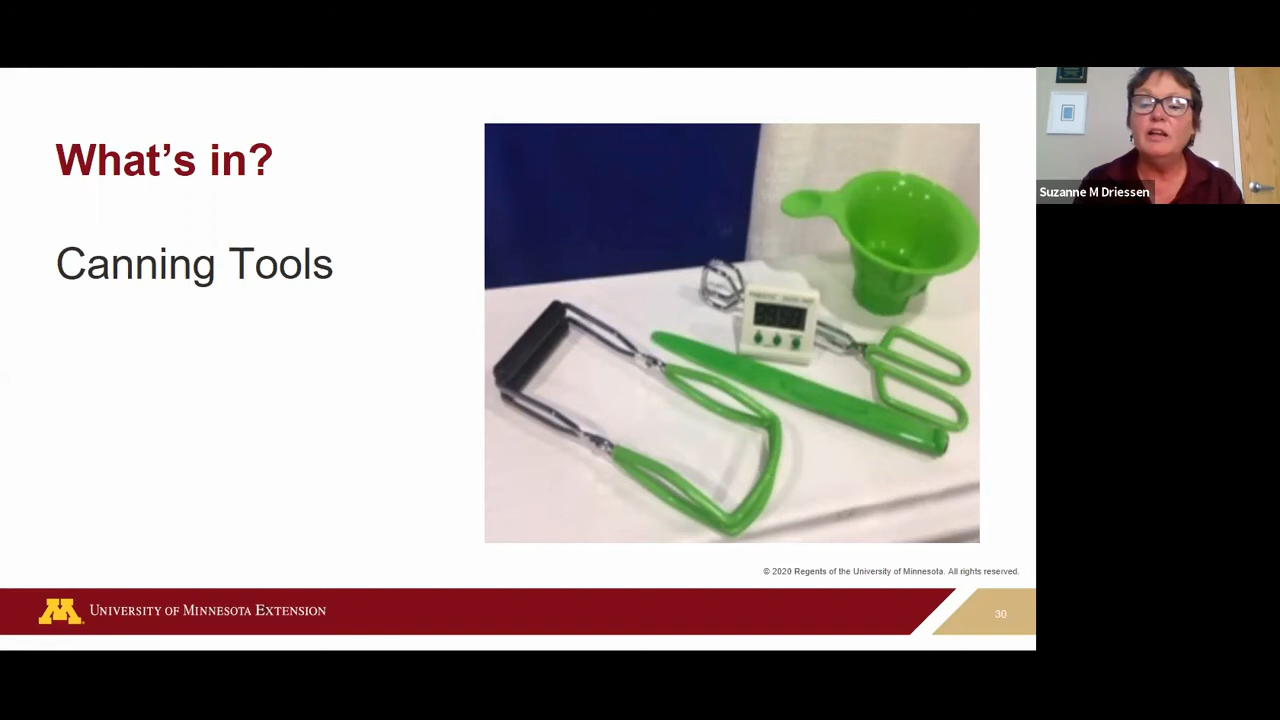 What's in?
Canning Tools
Suzanne M Driessen
© 2020 Regents of the University of Minnesota. All rights reserved.
UNIVERSITY OF MINNESOTA EXTENSION
30